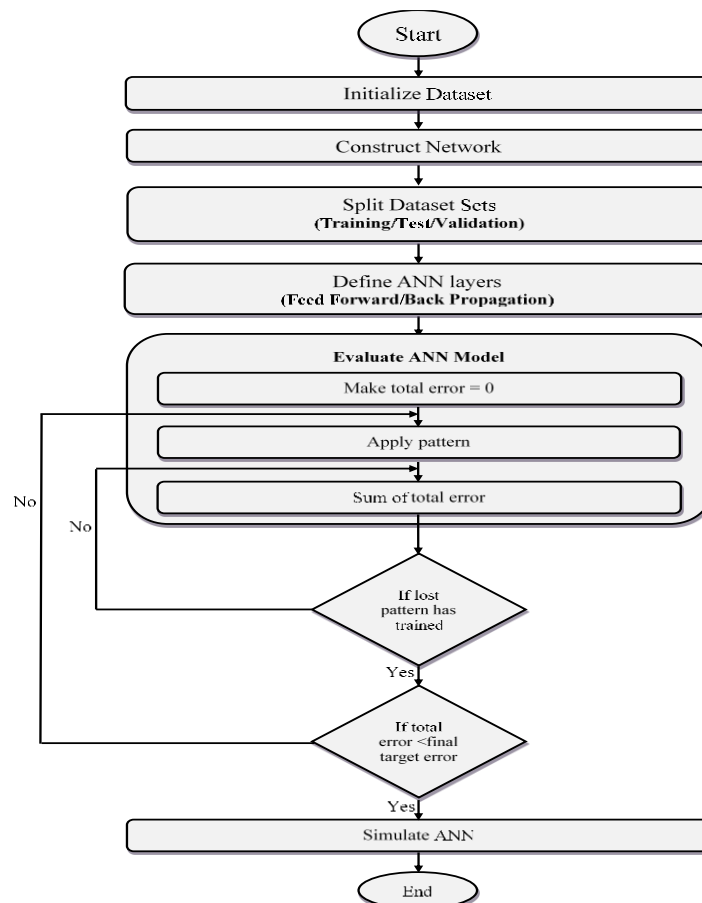 Start
Initialize Dataset
Construct Network
Split Dataset Sets
(Training/Test/Validation)
Define ANN layers
(Feed Forward/Back Propagation)
Evaluate ANN Model
Make total error = 0
Apply pattern
Sum of total error
No
No
If lost
pattern has
trained
Yes
If total
error <final
target error
Yes
Simulate ANN
End